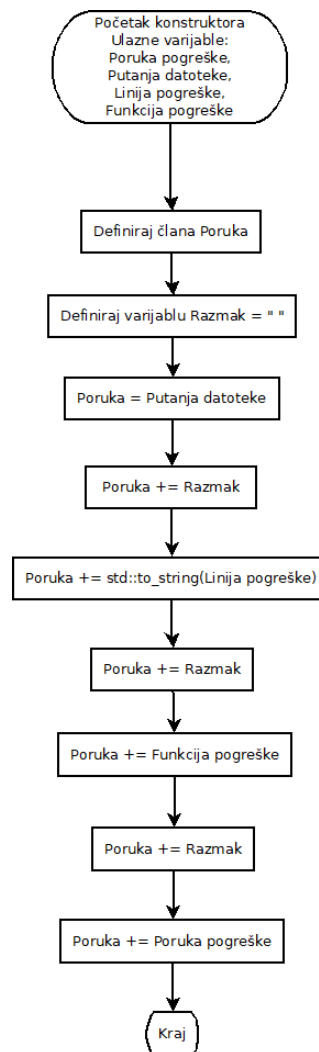 Početak konstruktora
Ulazne varijable:
Poruka pogreške,
Putanja datoteke,
Linija pogreške,
Funkcija pogreške
Definiraj člana Poruka
Definiraj varijablu Razmak = " "
Poruka = Putanja datoteke
Poruka += Razmak
Poruka += std::to_string(Linija pogreške)
Poruka += Razmak
Poruka += Funkcija pogreške
Poruka += Razmak
Poruka += Poruka pogreške
Kraj